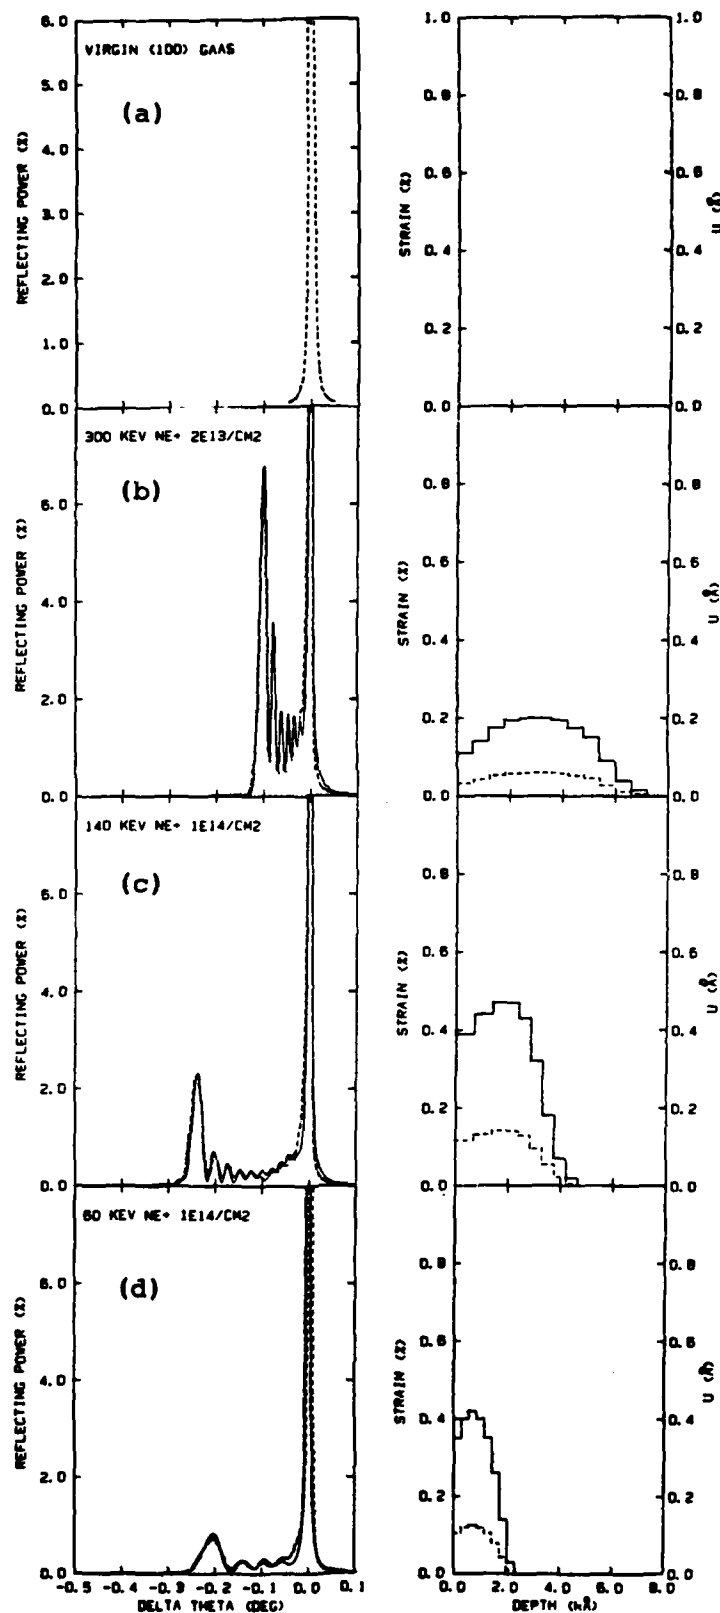 VIRGIN (100) GAAS
(a)
REFLECTING POWER (%)
6.0
5.0
4.0
3.0
2.0
1.0
0.0
STRAIN (%)
1.0
0.8
0.6
0.4
0.2
0.0
1.0
0.8
0.6
0.4
0.2
0.0
U (Å)
300 KEV NE+ 2E13/CM2
(b)
REFLECTING POWER (%)
6.0
4.0
2.0
0.0
STRAIN (%)
0.8
0.6
0.4
0.2
0.0
0.8
0.6
0.4
0.2
0.0
U (Å)
140 KEV NE+ 1E14/CM2
(c)
REFLECTING POWER (%)
6.0
4.0
2.0
0.0
STRAIN (%)
0.8
0.6
0.4
0.2
0.0
0.8
0.6
0.4
0.2
0.0
U (Å)
60 KEV NE+ 1E14/CM2
(d)
REFLECTING POWER (%)
6.0
4.0
2.0
0.0
-0.5 -0.4 -0.3 -0.2 -0.1 0.0 0.1
DELTA THETA (DEG)
STRAIN (%)
0.8
0.6
0.4
0.2
0.0
0.8
0.6
0.4
0.2
0.0
U (Å)
0.0 2.0 4.0 6.0 8.0
DEPTH (kÅ)